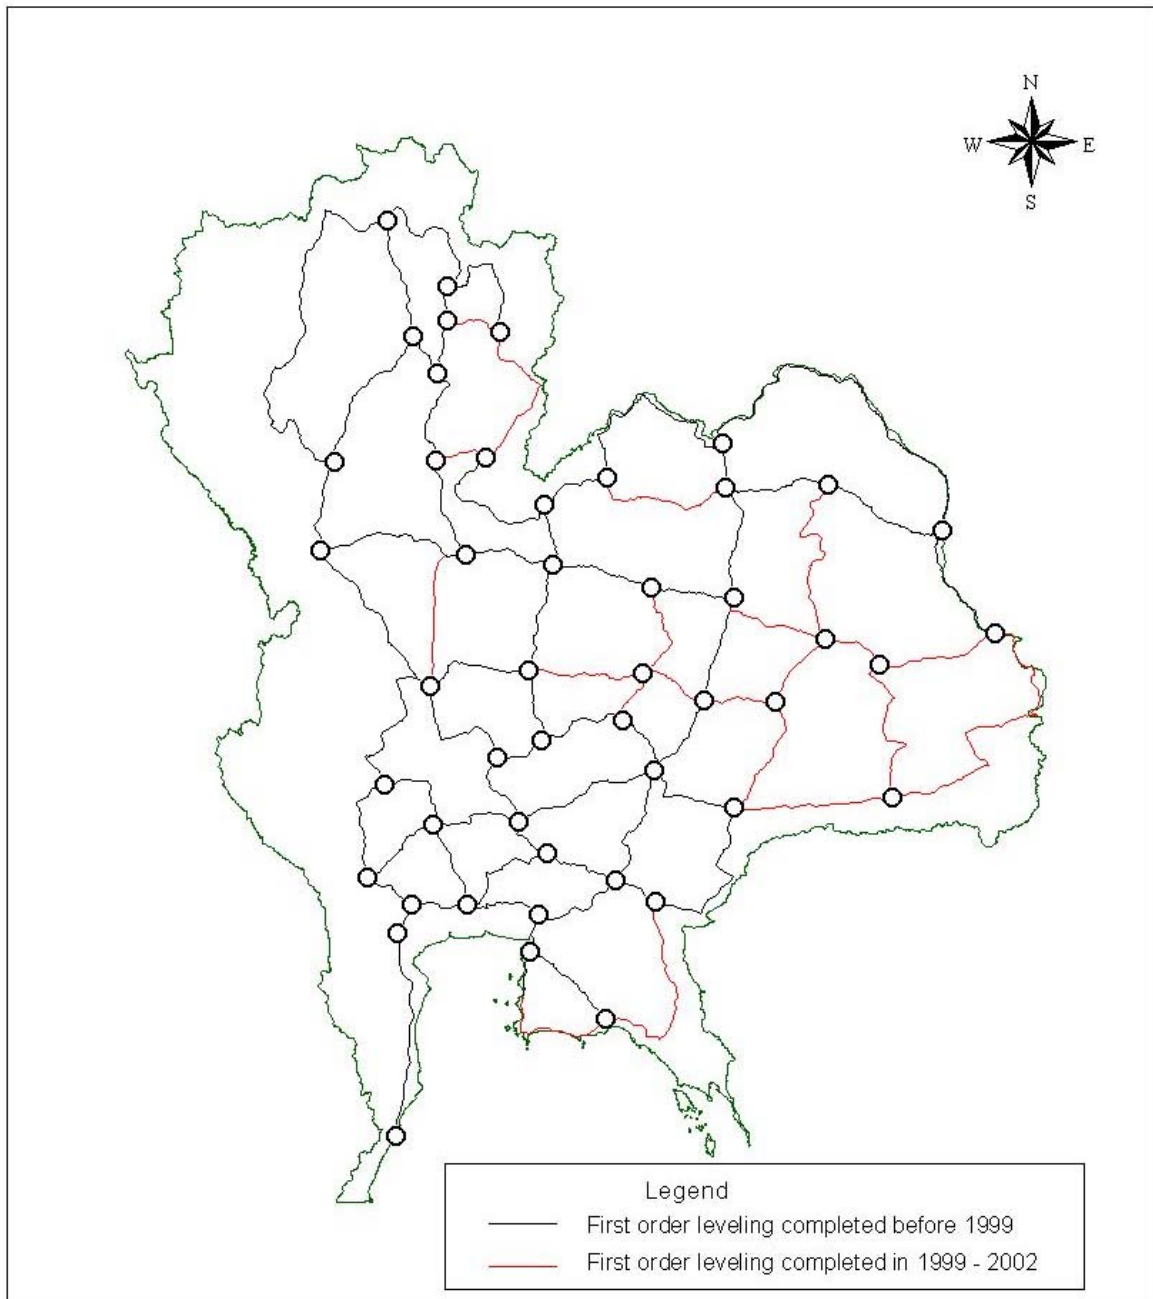 N
W E
S
Legend
First order leveling completed before 1999
First order leveling completed in 1999 - 2002